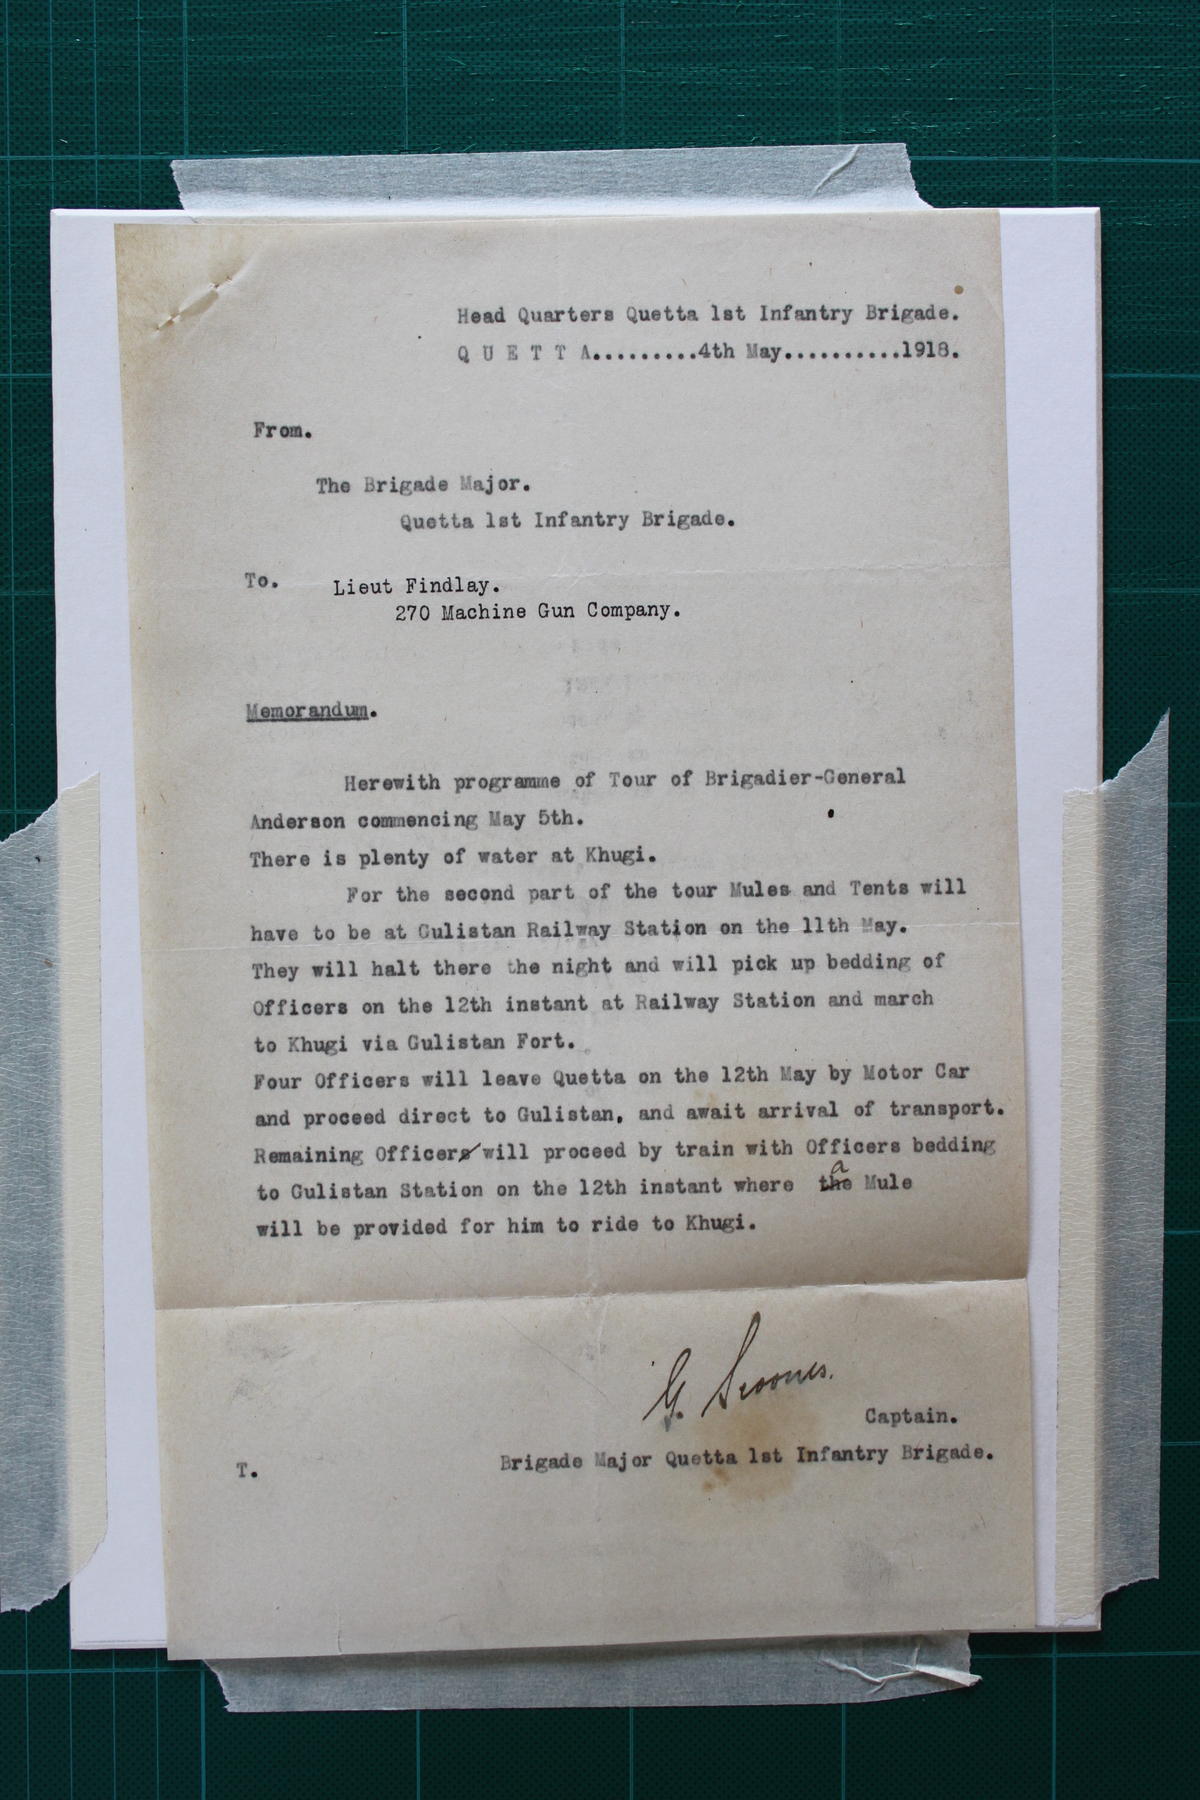 Head Quarters Quetta 1st Infantry Brigade.
Q U E T T A.........4th May..........1918.
From.
The Brigade Major.
Quetta 1st Infantry Brigade.
To. Lieut Findlay.
270 Machine Gun Company.
Memorandum.
Herewith programme of Tour of Brigadier-General
Anderson commencing May 5th.
There is plenty of water at Khugi.
For the second part of the tour Mules and Tents will
have to be at Gulistan Railway Station on the 11th May.
They will halt there the night and will pick up bedding of
Officers on the 12th instant at Railway Station and march
to Khugi via Gulistan Fort.
Four Officers will leave Quetta on the 12th May by Motor Car
and proceed direct to Gulistan, and await arrival of transport.
Remaining Officers will proceed by train with Officers bedding
to Gulistan Station on the 12th instant where the a Mule
will be provided for him to ride to Khugi.
G. Scoones.
Captain.
Brigade Major Quetta 1st Infantry Brigade.
T.